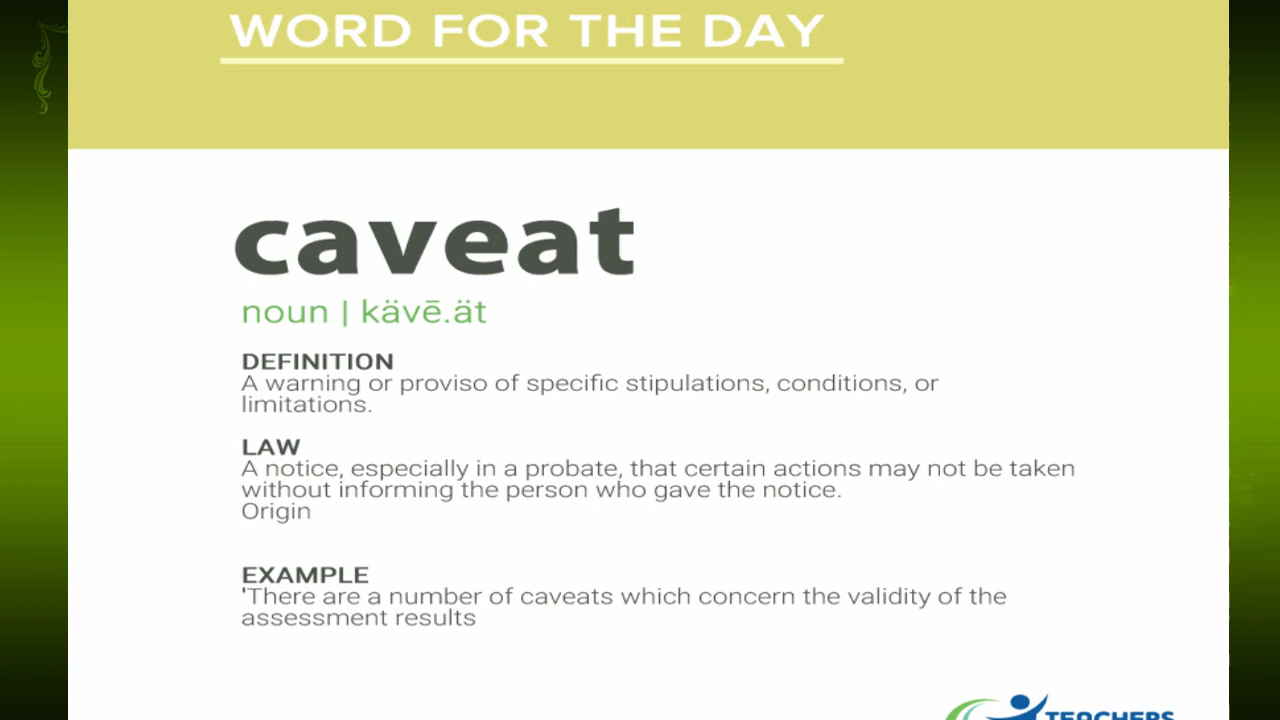 WORD FOR THE DAY
caveat
noun | kävē.ät
DEFINITION
A warning or proviso of specific stipulations, conditions, or
limitations.
LAW
A notice, especially in a probate, that certain actions may not be taken
without informing the person who gave the notice.
Origin
EXAMPLE
'There are a number of caveats which concern the validity of the
assessment results
TEACHERS